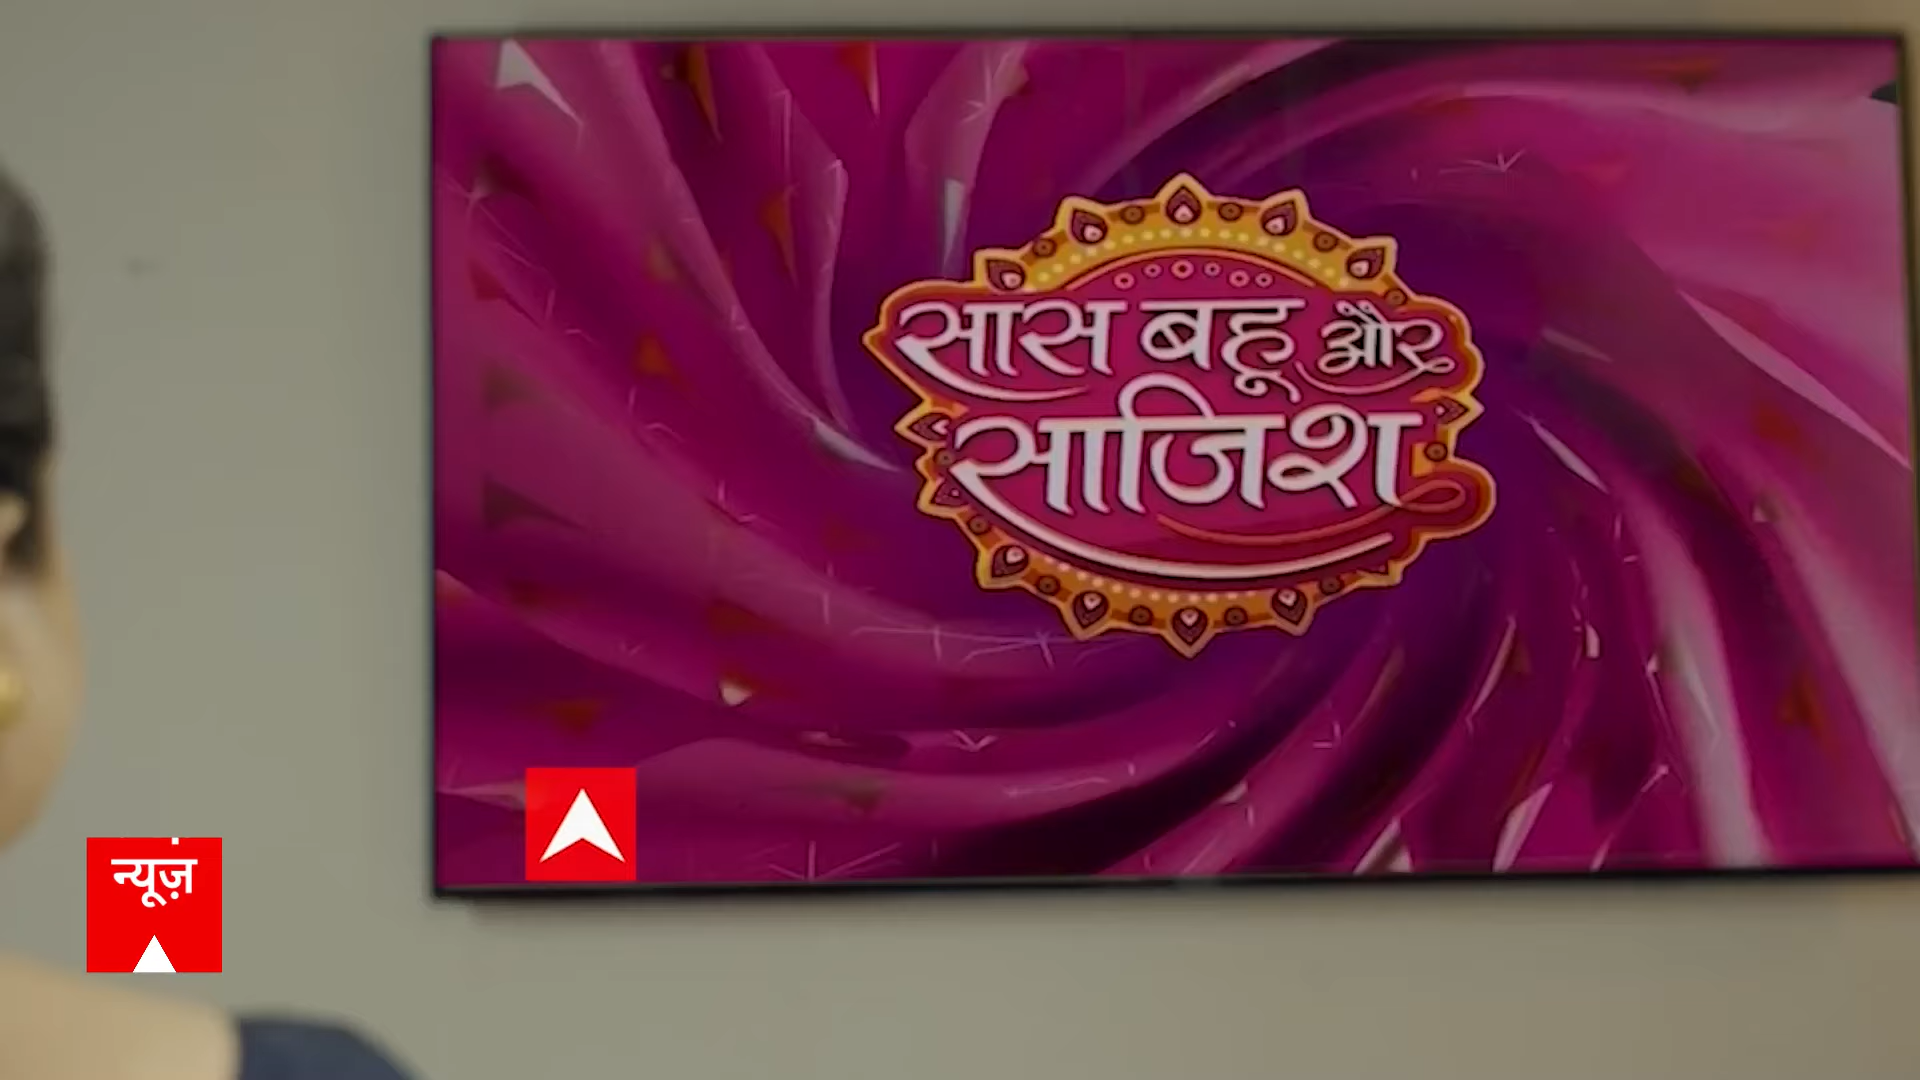 सास बहू और
साजिश
न्यूज़